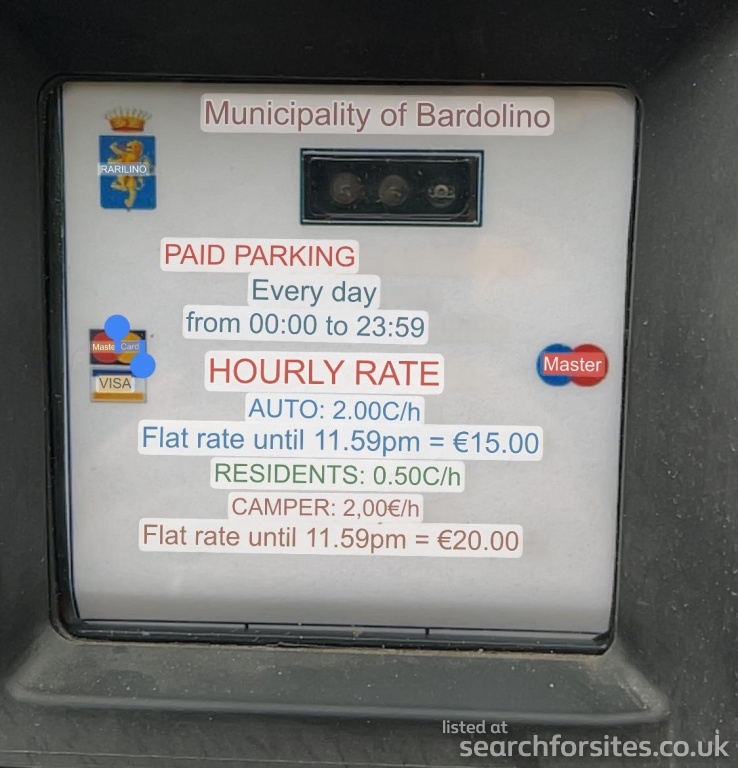 Municipality of Bardolino
RARILINO
PAID PARKING
Every day
from 00:00 to 23:59
Maste Card
VISA
Master
HOURLY RATE
AUTO: 2.00C/h
Flat rate until 11.59pm = €15.00
RESIDENTS: 0.50C/h
CAMPER: 2,00€/h
Flat rate until 11.59pm = €20.00
listed at
searchforsites.co.uk